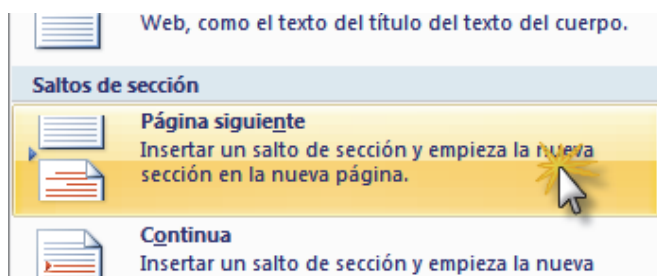 Web, como el texto del título del texto del cuerpo.
Saltos de sección
Página siguiente
Insertar un salto de sección y empieza la nueva
sección en la nueva página.
Continua
Insertar un salto de sección y empieza la nueva